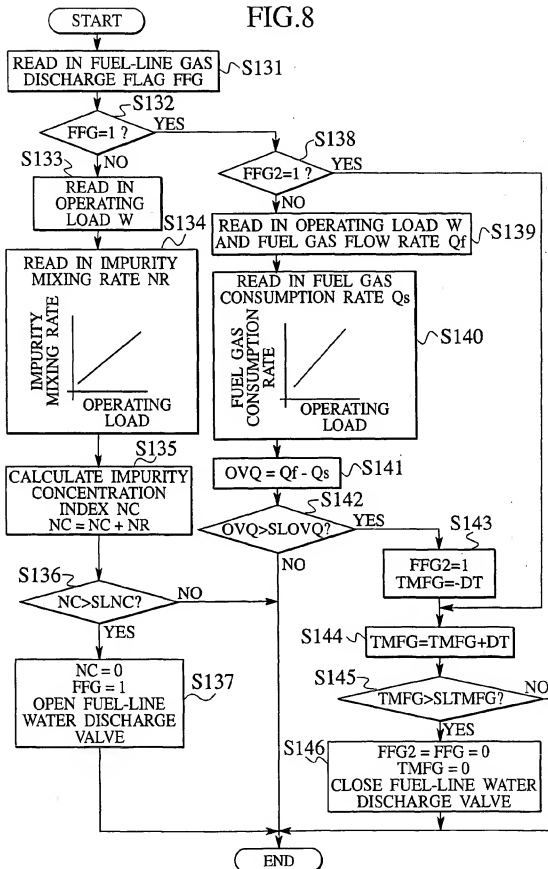 FIG.8
START
READ IN FUEL-LINE GAS
DISCHARGE FLAG FFG
S131
S132
FFG=1 ?
YES
NO
S133
READ IN
OPERATING
LOAD W
S134
READ IN IMPURITY
MIXING RATE NR
IMPURITY
MIXING RATE
OPERATING
LOAD
S135
CALCULATE IMPURITY
CONCENTRATION
INDEX NC
NC = NC + NR
S136
NC>SLNC?
NO
YES
NC = 0
FFG = 1
OPEN FUEL-LINE
WATER DISCHARGE
VALVE
S137
S138
FFG2=1 ?
YES
NO
READ IN OPERATING LOAD W
AND FUEL GAS FLOW RATE Qf
S139
READ IN FUEL GAS
CONSUMPTION RATE Qs
FUEL GAS
CONSUMPTION
RATE
OPERATING
LOAD
S140
OVQ = Qf - Qs
S141
S142
OVQ>SLOVQ?
YES
NO
S143
FFG2=1
TMFG=-DT
S144
TMFG=TMFG+DT
S145
TMFG>SLTMFG?
NO
YES
S146
FFG2 = FFG = 0
TMFG = 0
CLOSE FUEL-LINE WATER
DISCHARGE VALVE
END